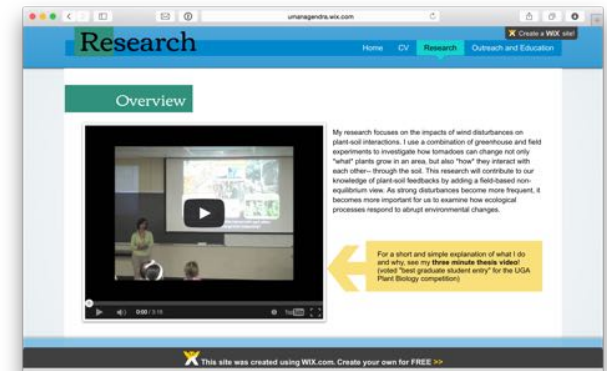 umanagendra.wix.com
Create a WIX site!
Research
Home CV Research Outreach and Education
Overview
My research focuses on the impacts of wind disturbances on
plant-soil interactions. I use a combination of greenhouse and field
experiments to investigate how tornadoes can change not only
"what" plants grow in an area, but also "how" they interact with
each other-- through the soil. This research will contribute to our
knowledge of plant-soil feedbacks by adding a field-based non-
equilibrium view. As strong disturbances become more frequent, it
becomes more important for us to examine how ecological
processes respond to abrupt environmental changes.
For a short and simple explanation of what I do
and why, see my three minute thesis video!
(voted "best graduate student entry" for the UGA
Plant Biology competition)
0:00 / 3:15
This site was created using WIX.com. Create your own for FREE >>